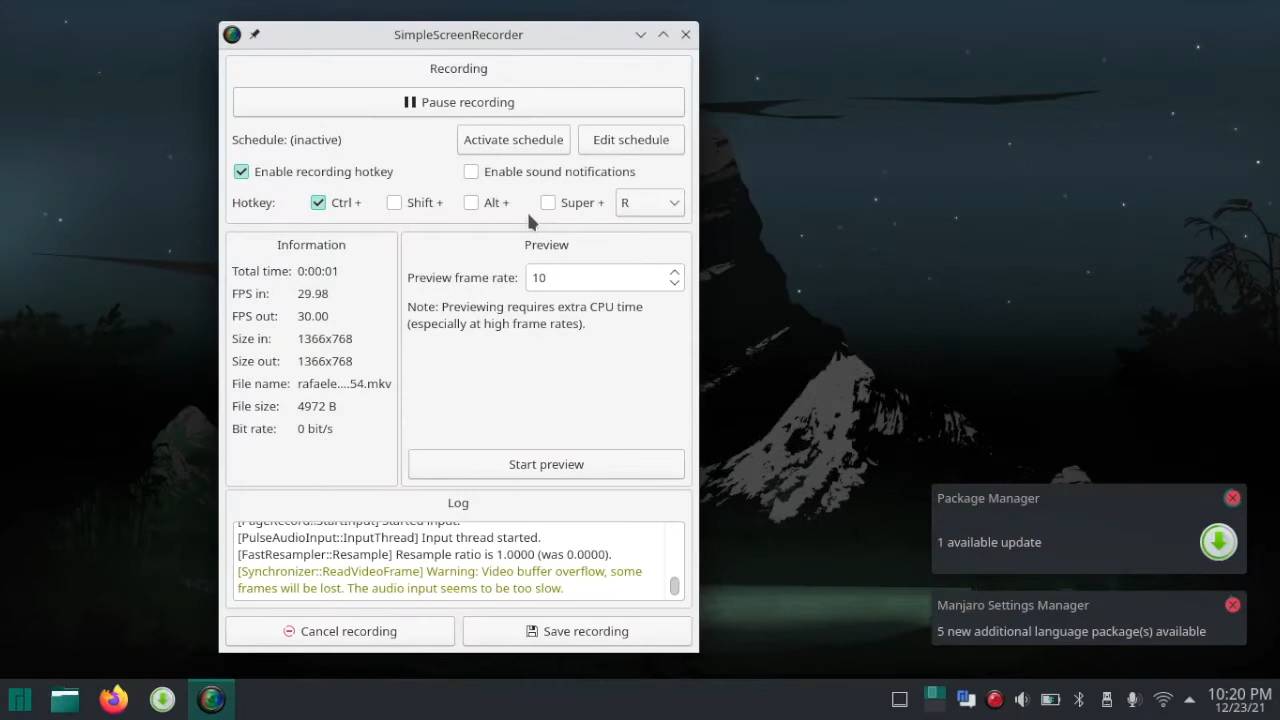 SimpleScreenRecorder
Recording
Pause recording
Schedule: (inactive)
Activate schedule
Edit schedule
Enable recording hotkey
Enable sound notifications
Hotkey:
Ctrl +
Shift +
Alt +
Super +
R
Information
Total time: 0:00:01
FPS in: 29.98
FPS out: 30.00
Size in: 1366x768
Size out: 1366x768
File name: rafaele....54.mkv
File size: 4972 B
Bit rate: 0 bit/s
Preview
Preview frame rate: 10
Note: Previewing requires extra CPU time
(especially at high frame rates).
Start preview
Log
[PageRecord::StartInput] Started input.
[PulseAudioInput::InputThread] Input thread started.
[FastResampler::Resample] Resample ratio is 1.0000 (was 0.0000).
[Synchronizer::ReadVideoFrame] Warning: Video buffer overflow, some
frames will be lost. The audio input seems to be too slow.
Cancel recording
Save recording
Package Manager
1 available update
Manjaro Settings Manager
5 new additional language package(s) available
10:20 PM
12/23/21